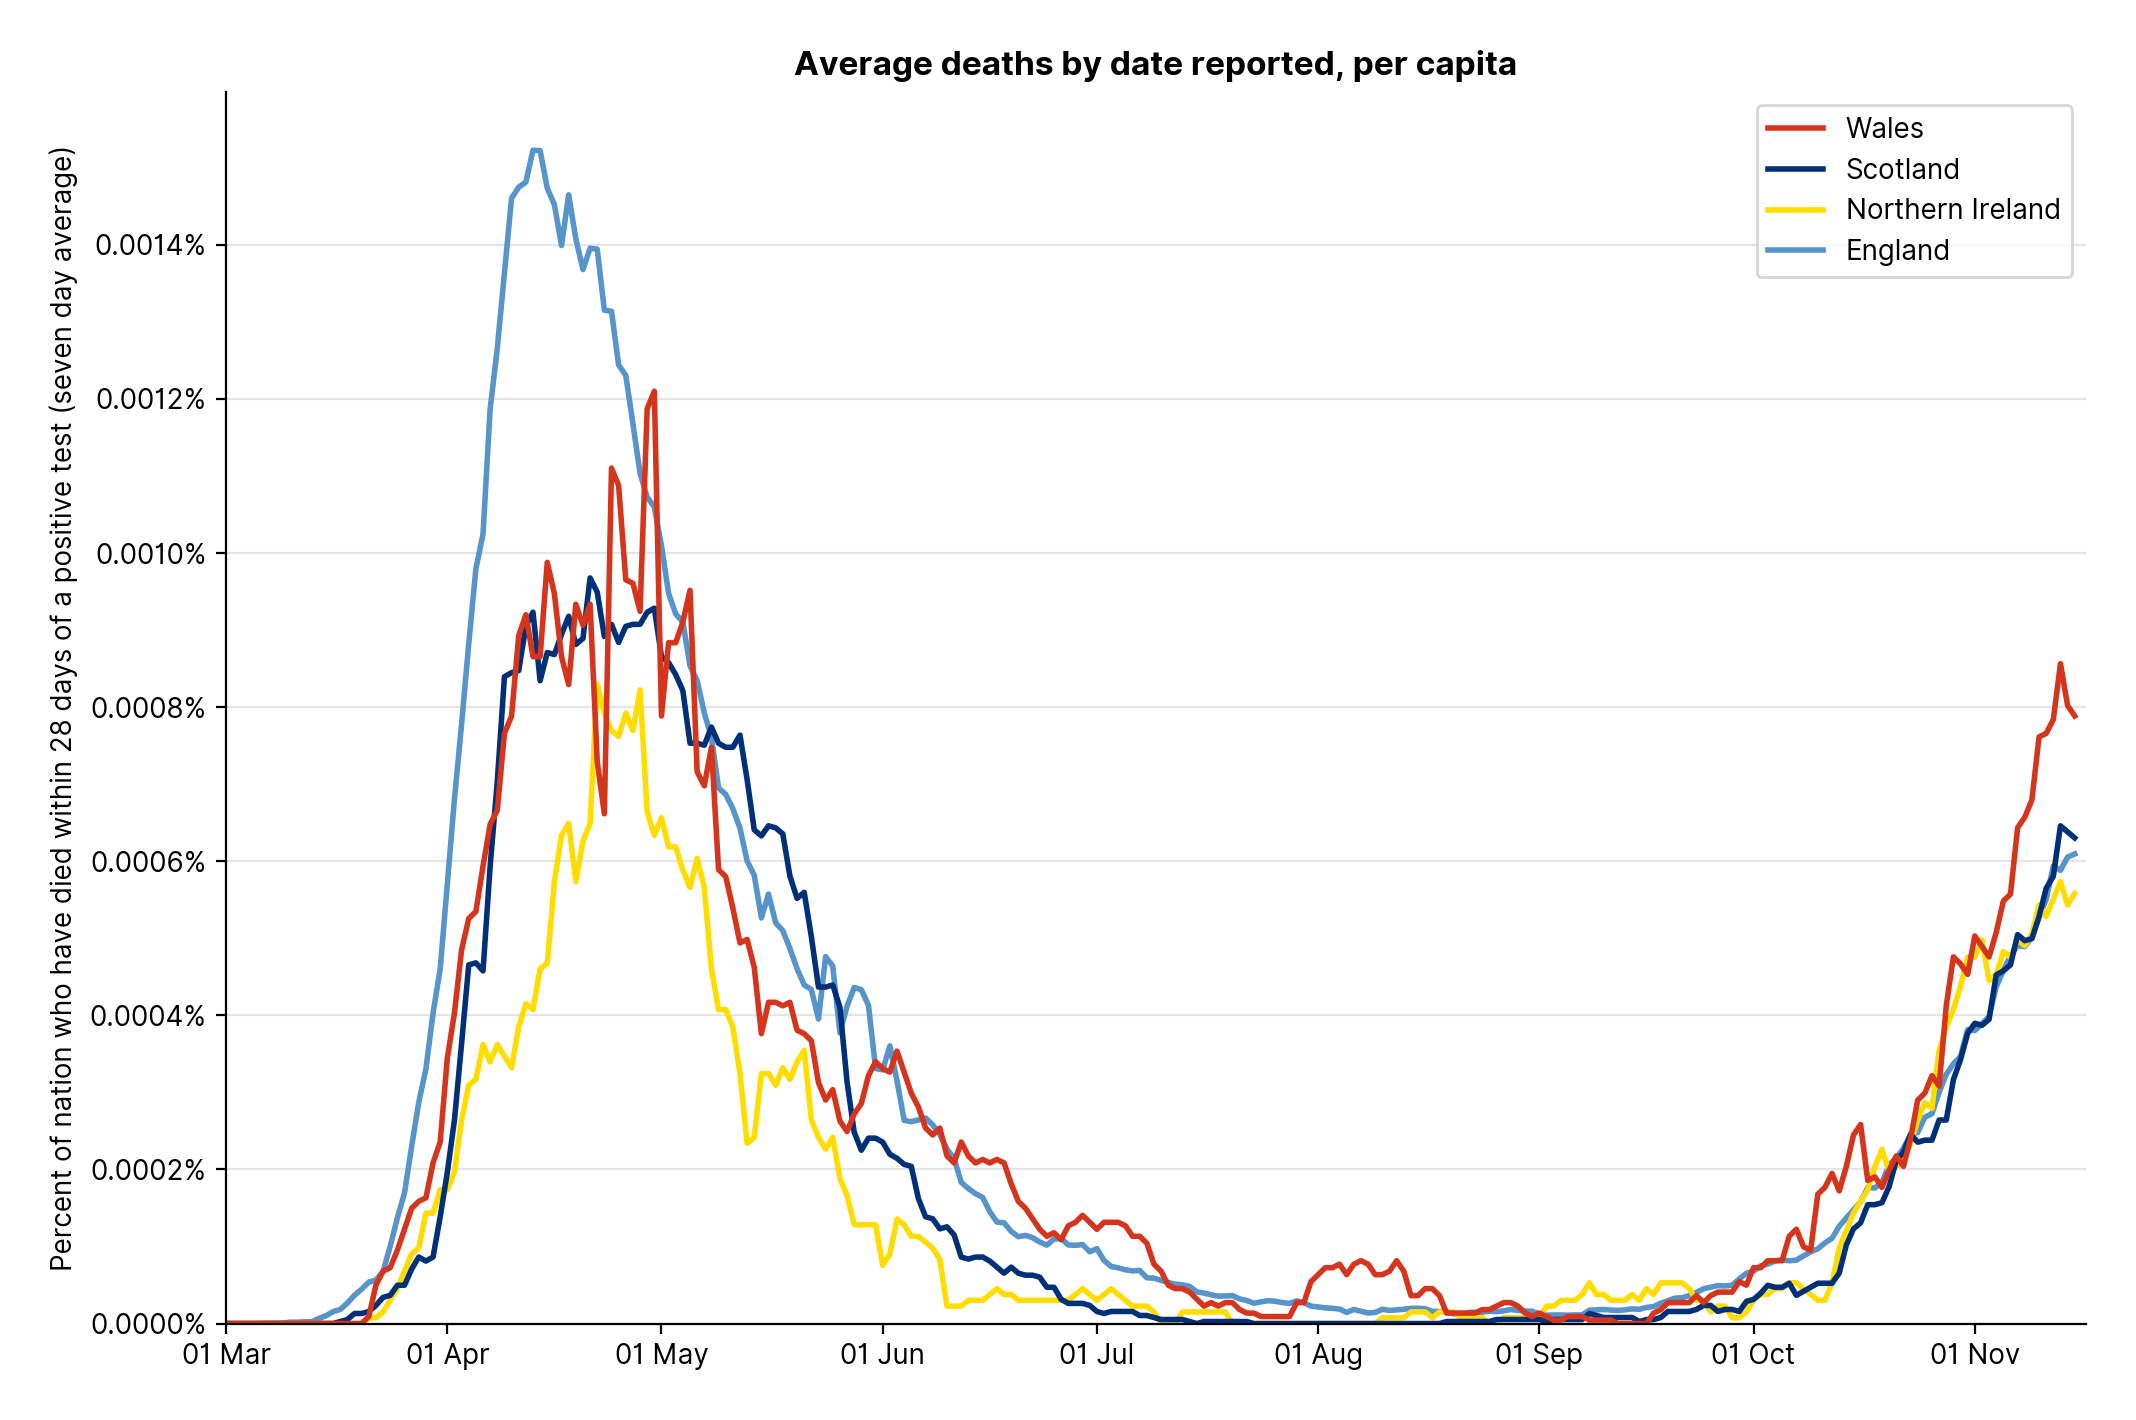 Average deaths by date reported, per capita
Wales
Scotland
Northern Ireland
England
Percent of nation who have died within 28 days of a positive test (seven day average)
0.0014%
0.0012%
0.0010%
0.0008%
0.0006%
0.0004%
0.0002%
0.0000%
01 Mar
01 Apr
01 May
01 Jun
01 Jul
01 Aug
01 Sep
01 Oct
01 Nov